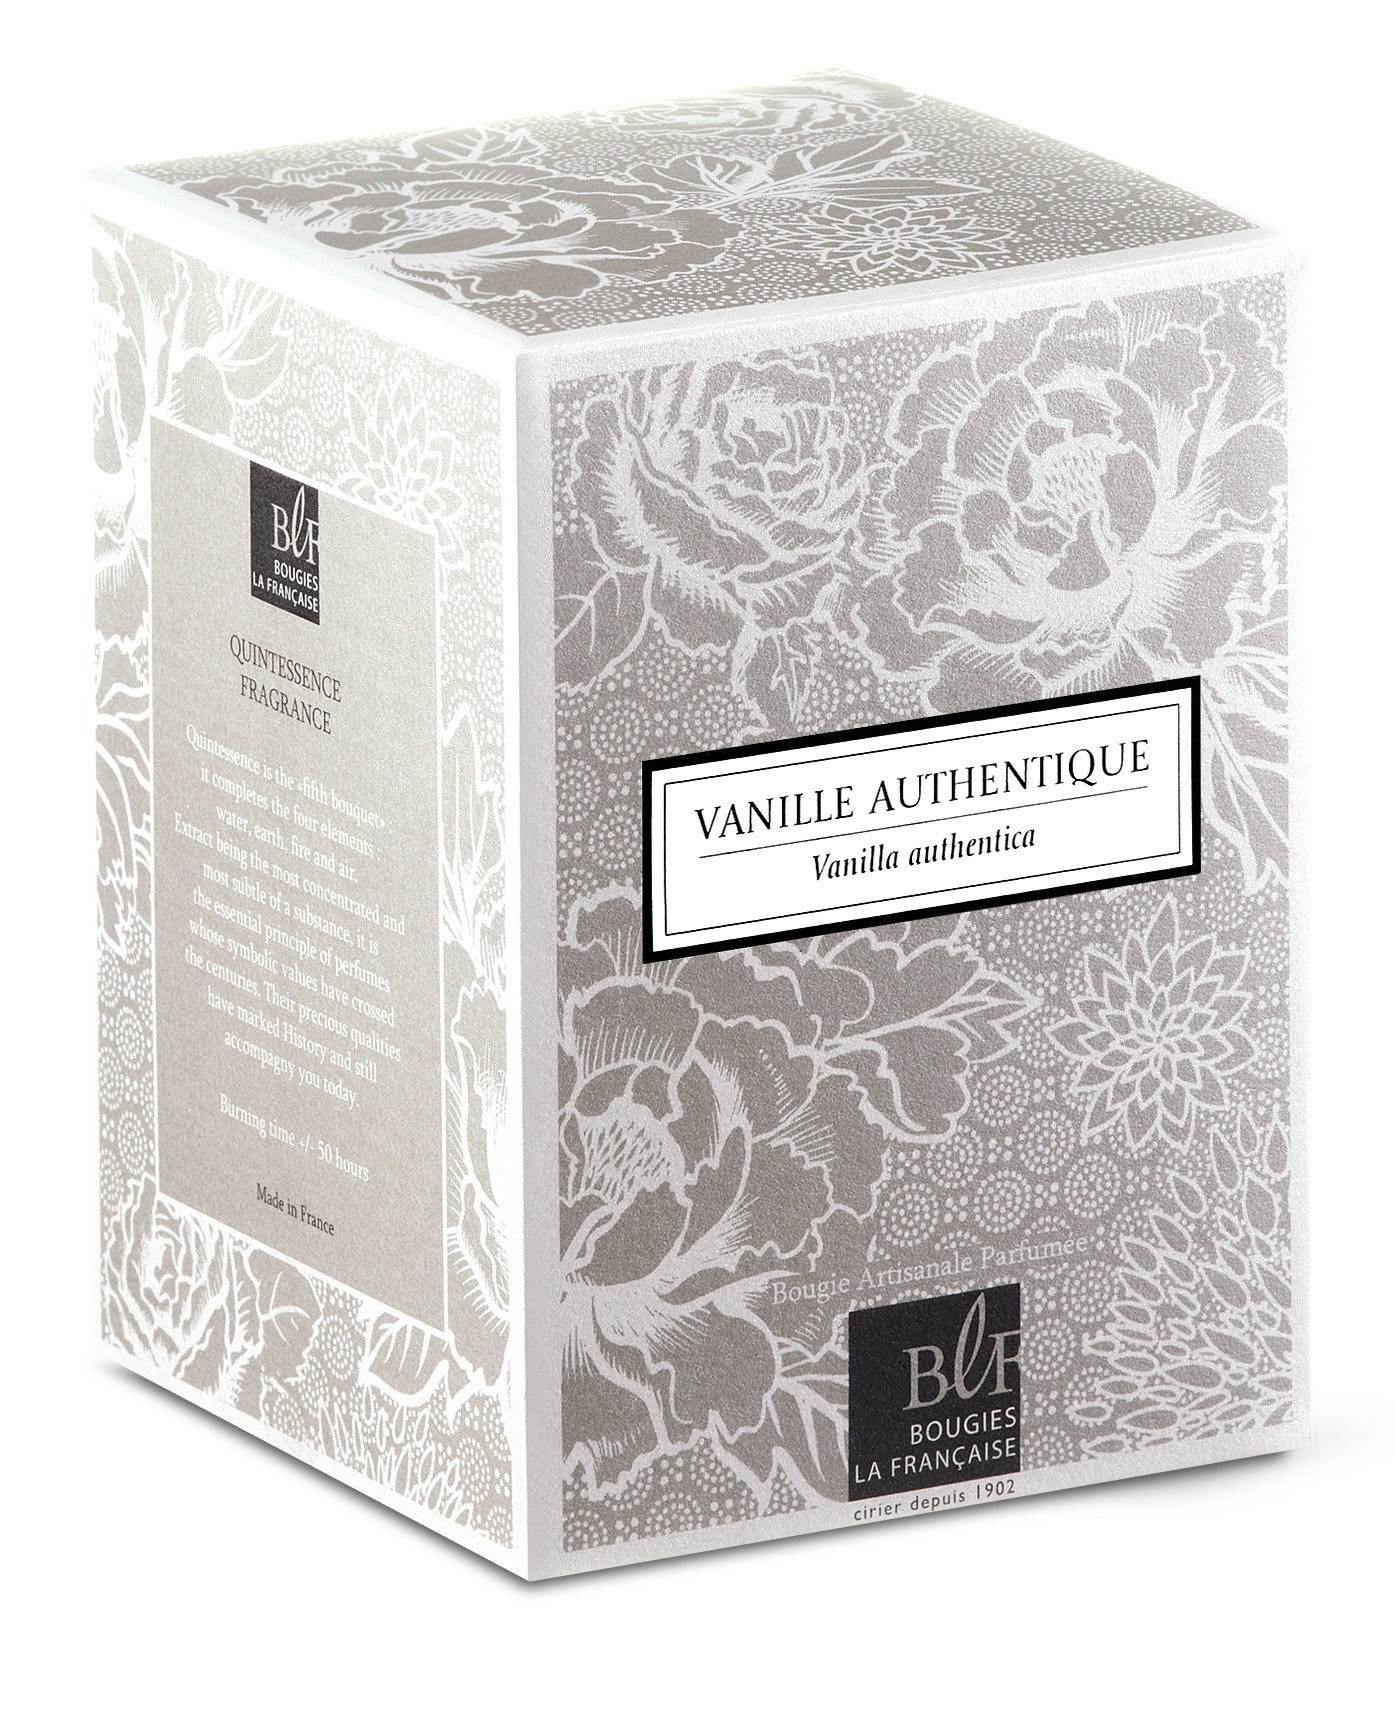 BlF
BOUGIES
LA FRANÇAISE
QUINTESSENCE
FRAGRANCE
Quintessence is the «fifth bouquet» :
it completes the four elements :
water, earth, fire and air.
Extract being the most concentrated and
most subtle of a substance, it is
the essential principle of perfumes
whose symbolic values have crossed
the centuries. Their precious qualities
have marked History and still
accompagny you today.
Burning time +/- 50 hours
Made in France
VANILLE AUTHENTIQUE
Vanilla authentica
Bougie Artisanale Parfumée
BlF
BOUGIES
LA FRANÇAISE
cirier depuis 1902